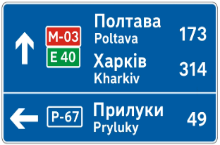 Полтава
Poltava 173
M-03
E 40
Харків
Kharkiv 314
P-67
Прилуки
Pryluky 49